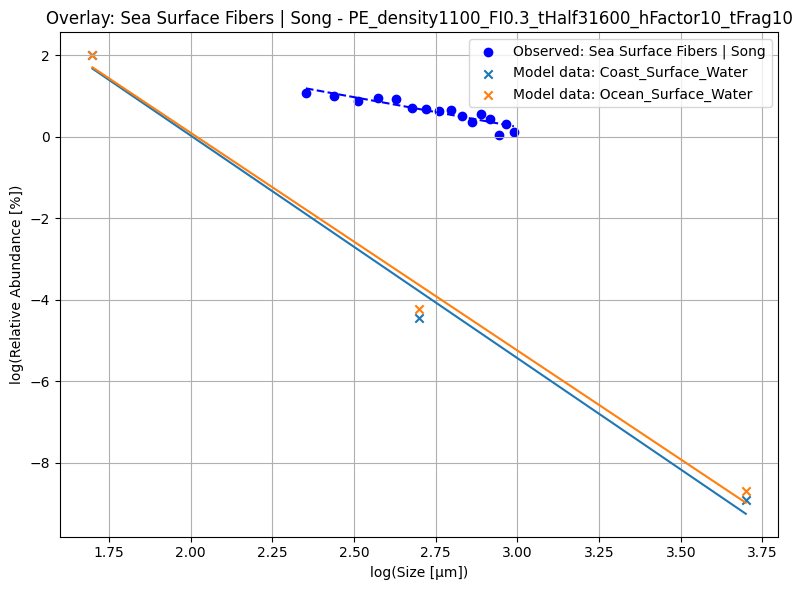 Overlay: Sea Surface Fibers | Song - PE_density1100_FI0.3_tHalf31600_hFactor10_tFrag10
Observed: Sea Surface Fibers | Song
Model data: Coast_Surface_Water
Model data: Ocean_Surface_Water
log(Relative Abundance [%])
2
0
−2
−4
−6
−8
1.75 2.00 2.25 2.50 2.75 3.00 3.25 3.50 3.75
log(Size [µm])